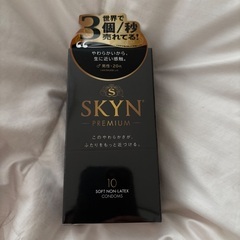 世界で
3個/秒
売れてる!
やわらかいから、
生に近い感触。
SKYN
PREMIUM
このやわらかさが、
ふたりをもっと近づける。
10
SOFT NON-LATEX
CONDOMS